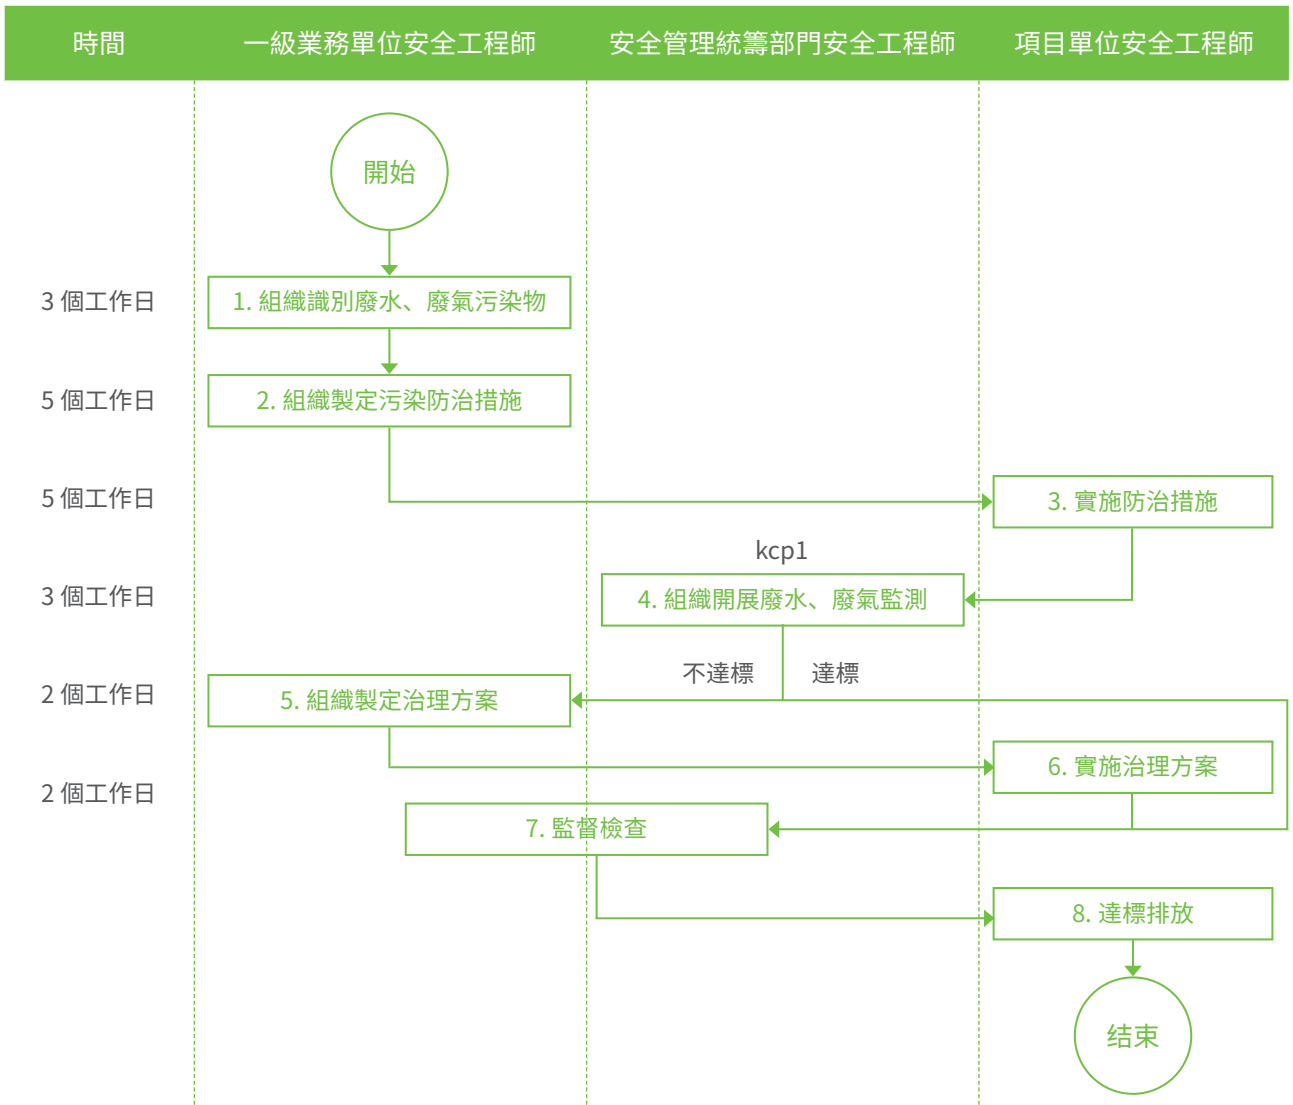 時間
一級業務單位安全工程師
安全管理統籌部門安全工程師
項目單位安全工程師
開始
3 個工作日
1. 組織識別廢水、廢氣污染物
5 個工作日
2. 組織製定污染防治措施
5 個工作日
3. 實施防治措施
kcp1
3 個工作日
4. 組織開展廢水、廢氣監測
不達標
達標
2 個工作日
5. 組織製定治理方案
6. 實施治理方案
2 個工作日
7. 監督檢查
8. 達標排放
结束